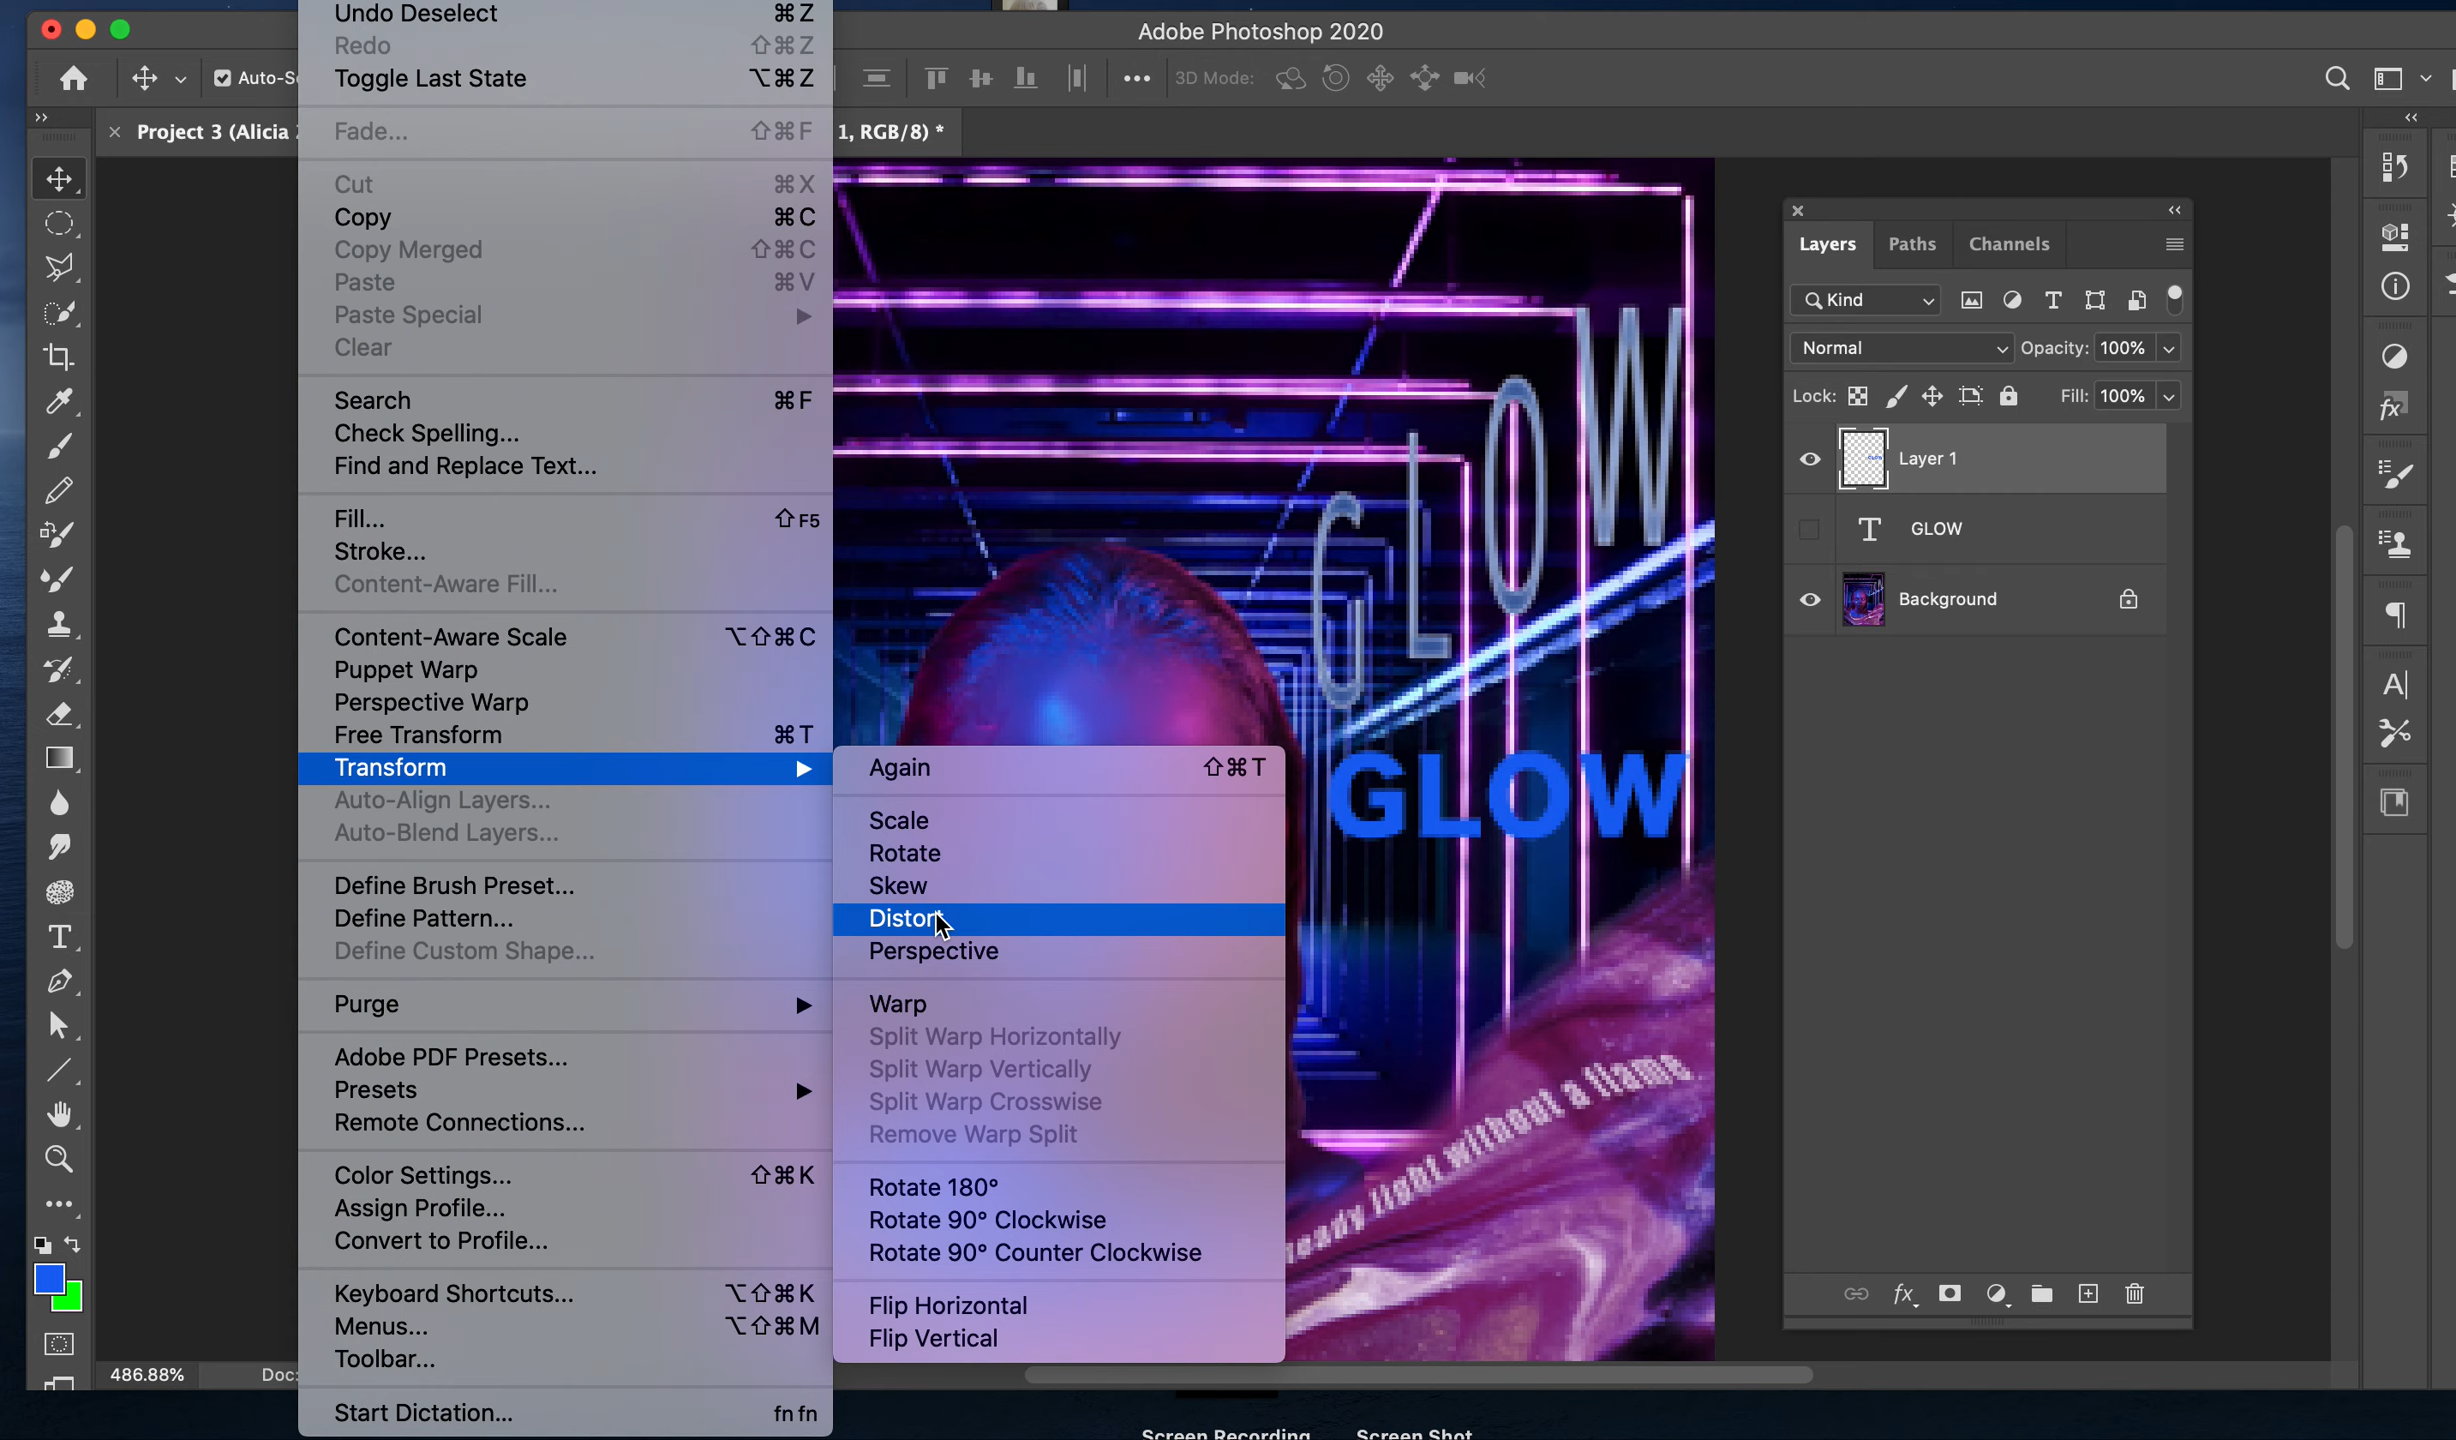 Adobe Photoshop 2020
Auto-Se
3D Mode:
Project 3 (Alicia
1, RGB/8) *
Undo Deselect ⌘Z
Redo ⇧⌘Z
Toggle Last State ⌥⌘Z
Fade... ⇧⌘F
Cut ⌘X
Copy ⌘C
Copy Merged ⇧⌘C
Paste ⌘V
Paste Special
Clear
Search ⌘F
Check Spelling...
Find and Replace Text...
Fill... ⇧F5
Stroke...
Content-Aware Fill...
Content-Aware Scale ⌥⇧⌘C
Puppet Warp
Perspective Warp
Free Transform ⌘T
Transform
Auto-Align Layers...
Auto-Blend Layers...
Define Brush Preset...
Define Pattern...
Define Custom Shape...
Purge
Adobe PDF Presets...
Presets
Remote Connections...
Color Settings... ⇧⌘K
Assign Profile...
Convert to Profile...
Keyboard Shortcuts... ⌥⇧⌘K
Menus... ⌥⇧⌘M
Toolbar...
Start Dictation... fn fn
Again ⇧⌘T
Scale
Rotate
Skew
Distort
Perspective
Warp
Split Warp Horizontally
Split Warp Vertically
Split Warp Crosswise
Remove Warp Split
Rotate 180°
Rotate 90° Clockwise
Rotate 90° Counter Clockwise
Flip Horizontal
Flip Vertical
GLOW
GLOW
light without a flame
Layers Paths Channels
Kind
Normal Opacity: 100%
Lock: Fill: 100%
Layer 1
GLOW
Background
486.88% Doc:
Screen Recording Screen Shot